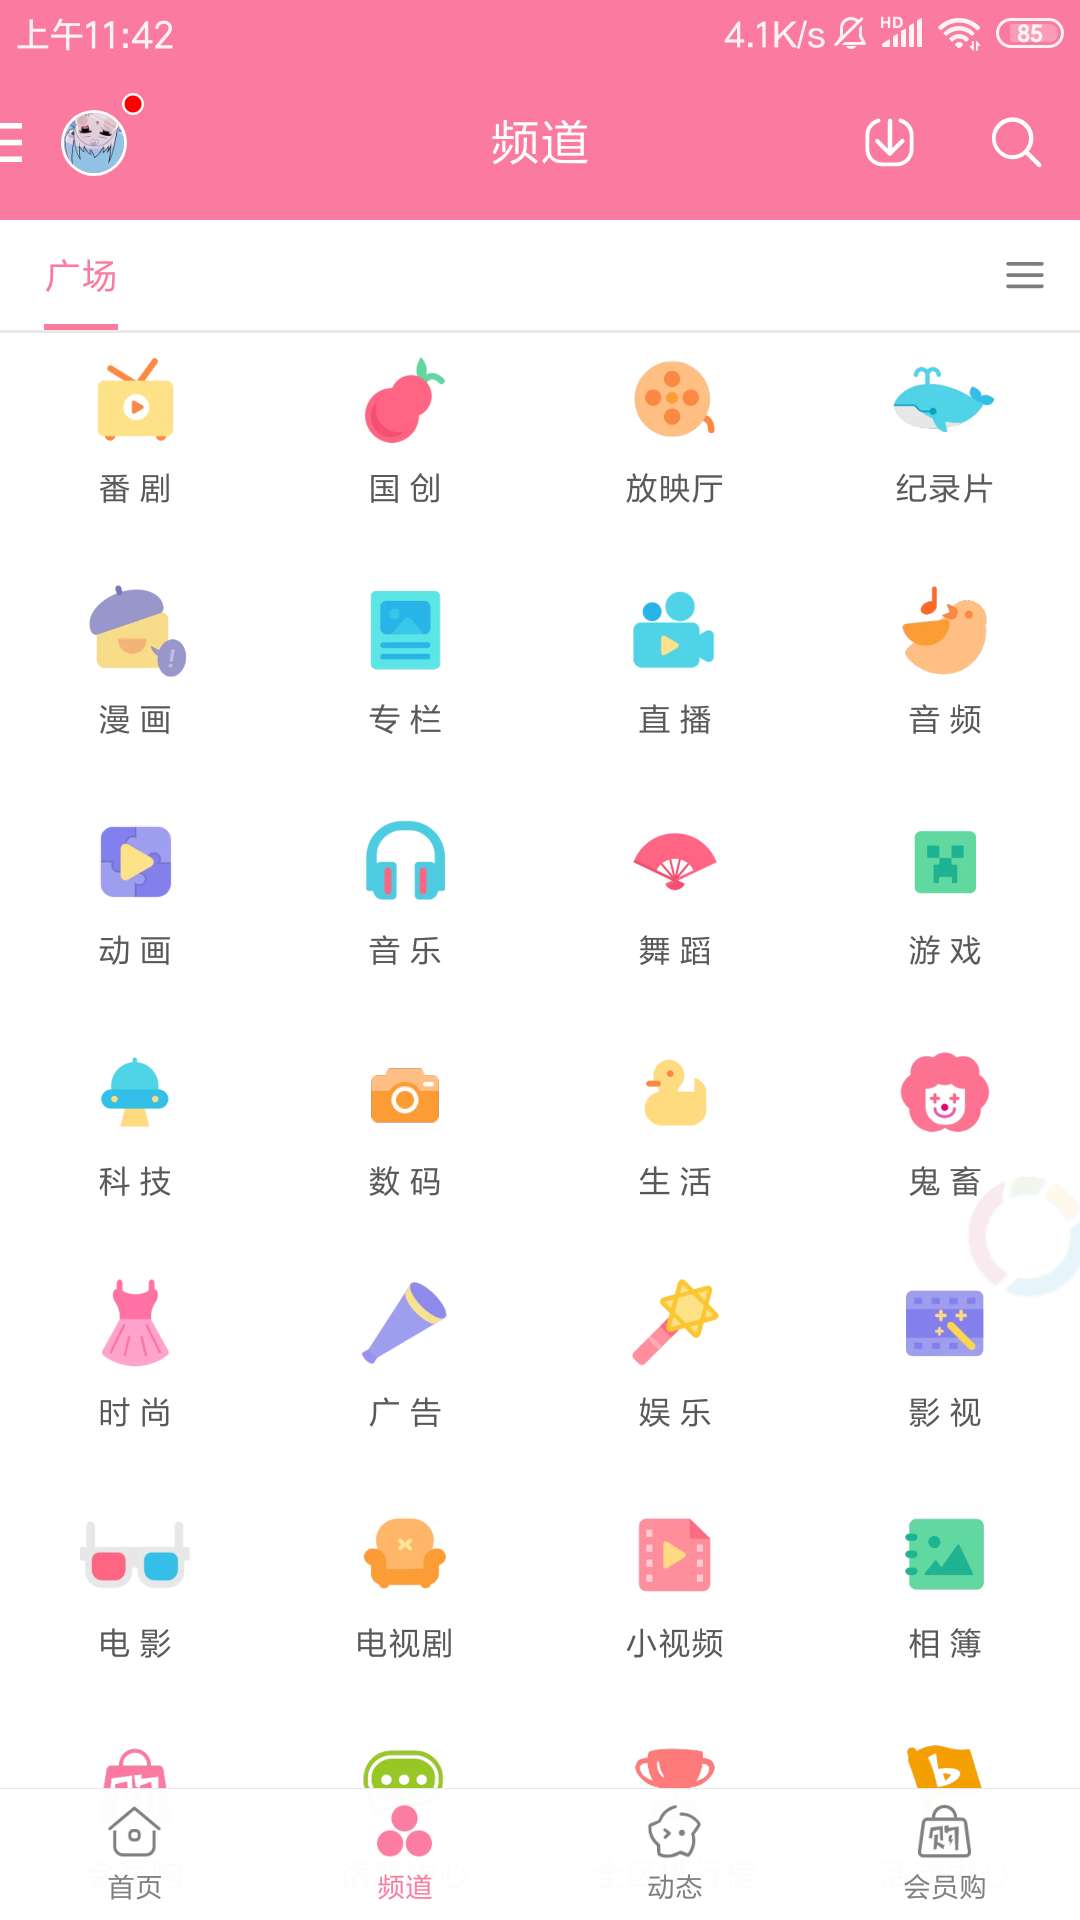 上午11:42 4.1K/s HD 85
频道
广场
番剧 国创 放映厅 纪录片
漫画 专栏 直播 音频
动画 音乐 舞蹈 游戏
科技 数码 生活 鬼畜
时尚 广告 娱乐 影视
电影 电视剧 小视频 相簿
首页 频道 动态 会员购